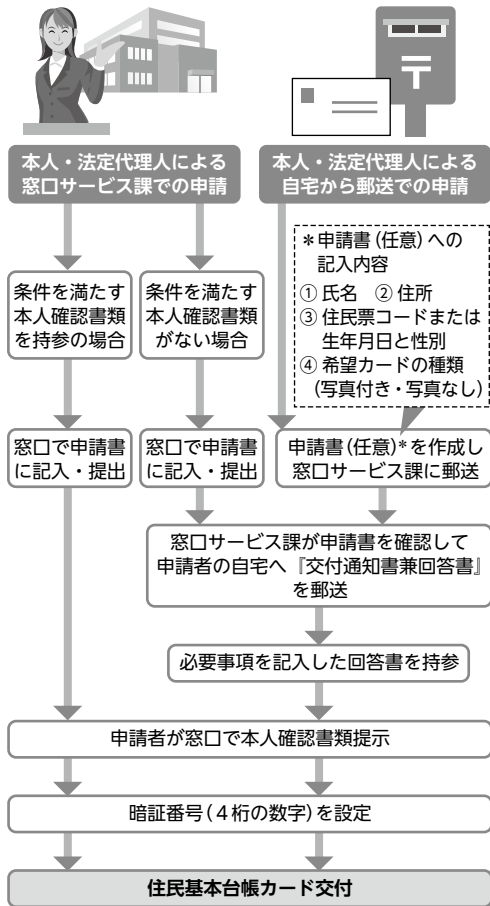 本人・法定代理人による
窓口サービス課での申請
本人・法定代理人による
自宅から郵送での申請
＊申請書（任意）への
記入内容
① 氏名　② 住所
③ 住民票コードまたは
生年月日と性別
④ 希望カードの種類
（写真付き・写真なし）
条件を満たす
本人確認書類
を持参の場合
条件を満たす
本人確認書類
がない場合
窓口で申請書
に記入・提出
窓口で申請書
に記入・提出
申請書（任意）＊を作成し
窓口サービス課に郵送
窓口サービス課が申請書を確認して
申請者の自宅へ『交付通知書兼回答書』
を郵送
必要事項を記入した回答書を持参
申請者が窓口で本人確認書類提示
暗証番号（４桁の数字）を設定
住民基本台帳カード交付